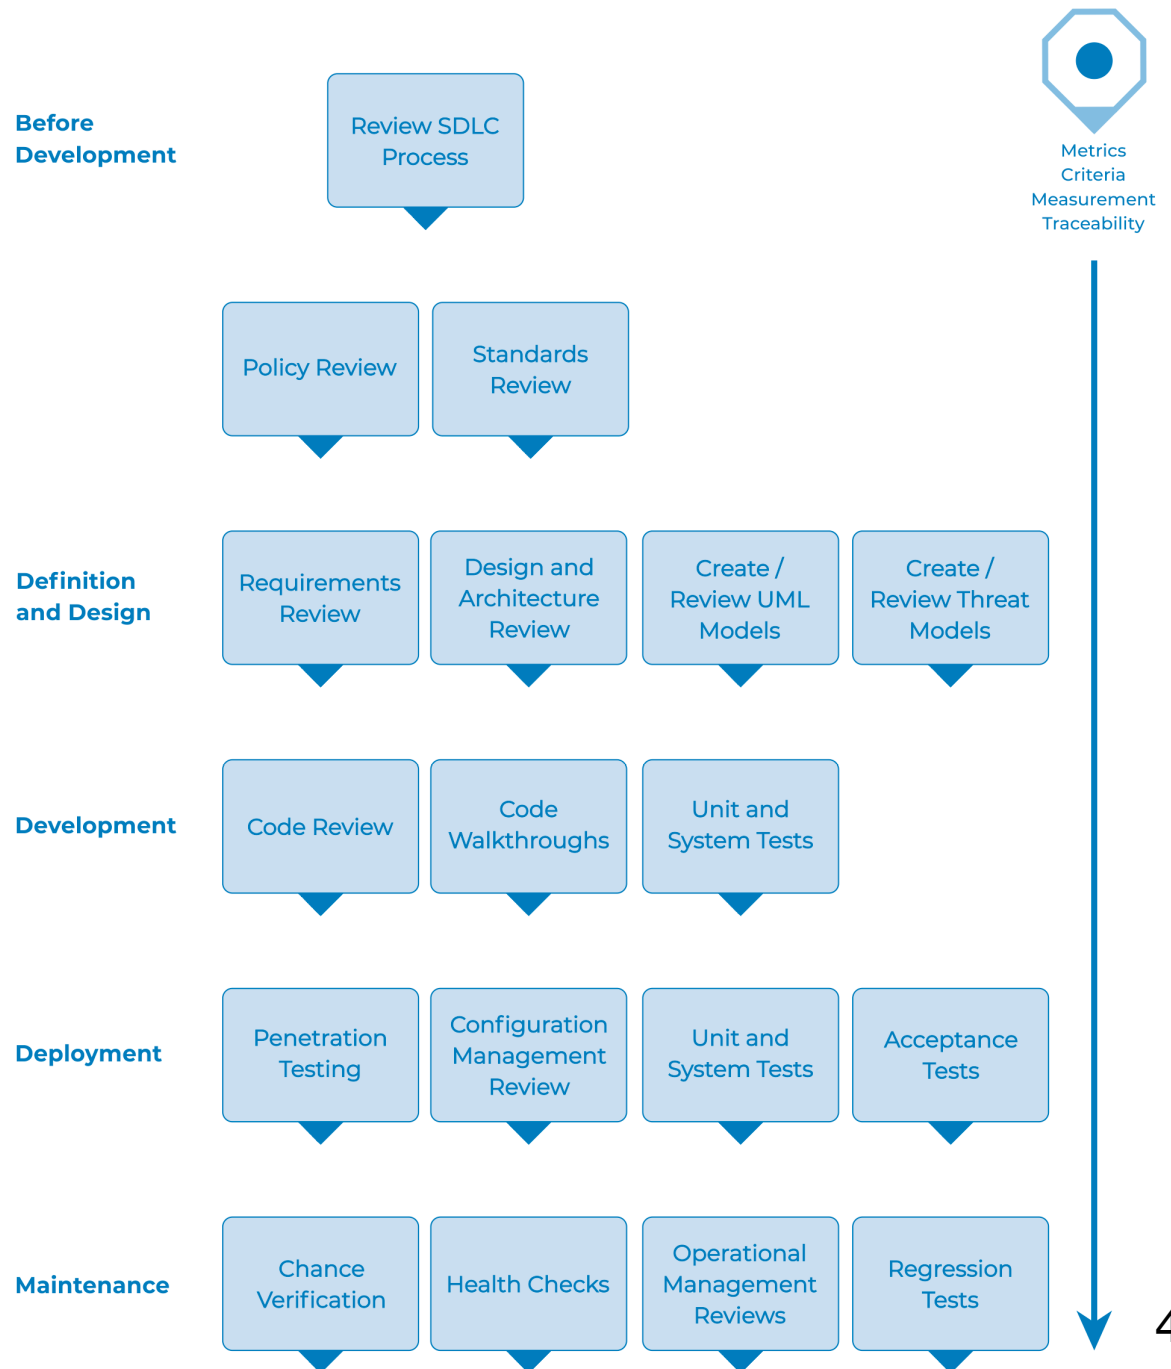 Before
Development
Review SDLC
Process
Metrics
Criteria
Measurement
Traceability
Policy Review
Standards
Review
Definition
and Design
Requirements
Review
Design and
Architecture
Review
Create /
Review UML
Models
Create /
Review Threat
Models
Development
Code Review
Code
Walkthroughs
Unit and
System Tests
Deployment
Penetration
Testing
Configuration
Management
Review
Unit and
System Tests
Acceptance
Tests
Maintenance
Chance
Verification
Health Checks
Operational
Management
Reviews
Regression
Tests
4